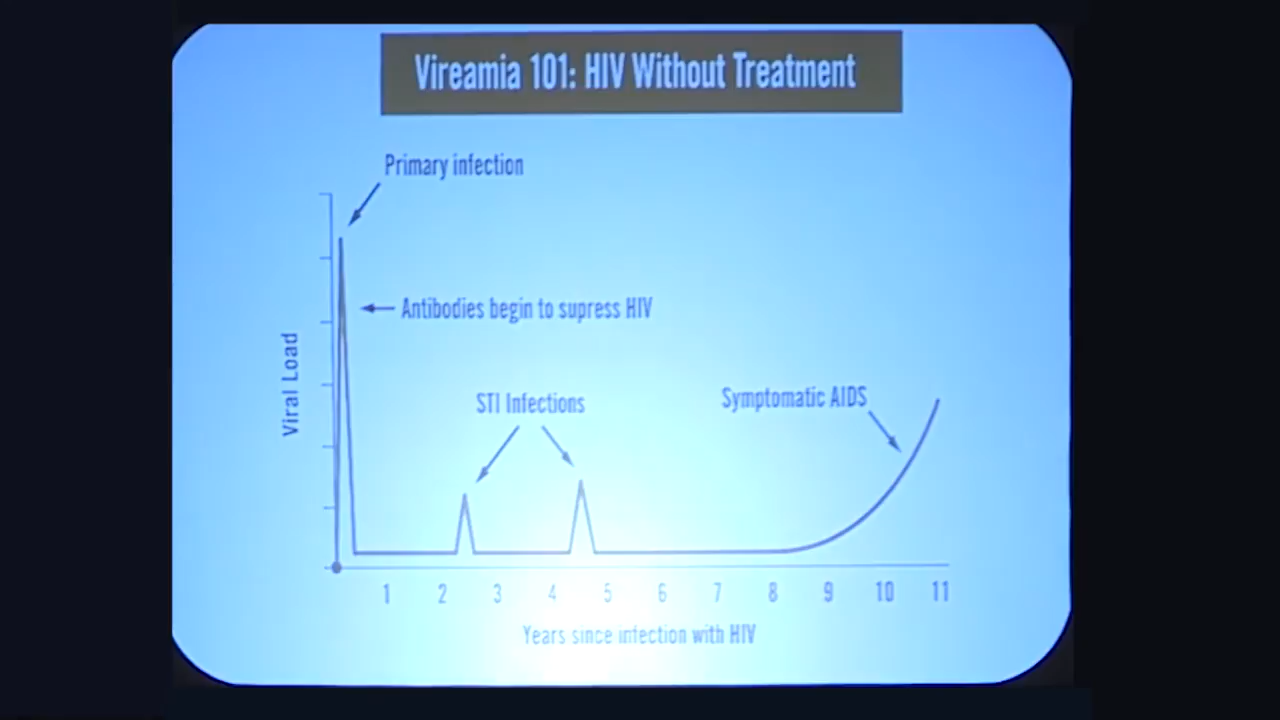 Vireamia 101: HIV Without Treatment
Primary infection
Antibodies begin to supress HIV
Viral Load
STI Infections
Symptomatic AIDS
1 2 3 4 5 6 7 8 9 10 11
Years since infection with HIV